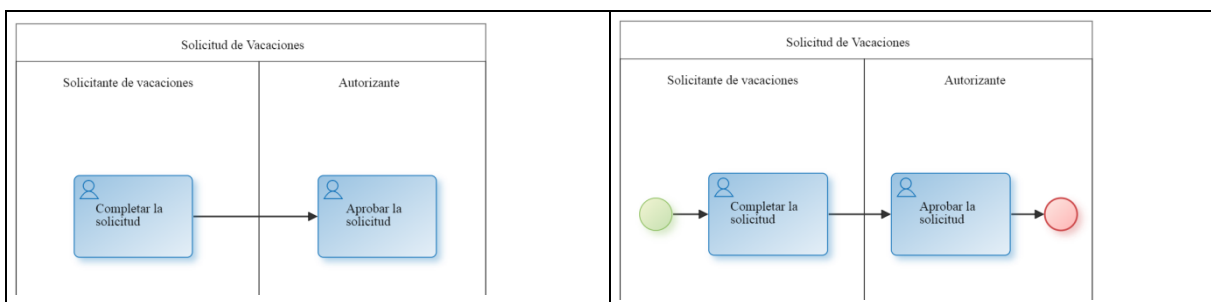 Solicitud de Vacaciones
Solicitante de vacaciones
Autorizante
Completar la
solicitud
Aprobar la
solicitud
Solicitud de Vacaciones
Solicitante de vacaciones
Autorizante
Completar la
solicitud
Aprobar la
solicitud